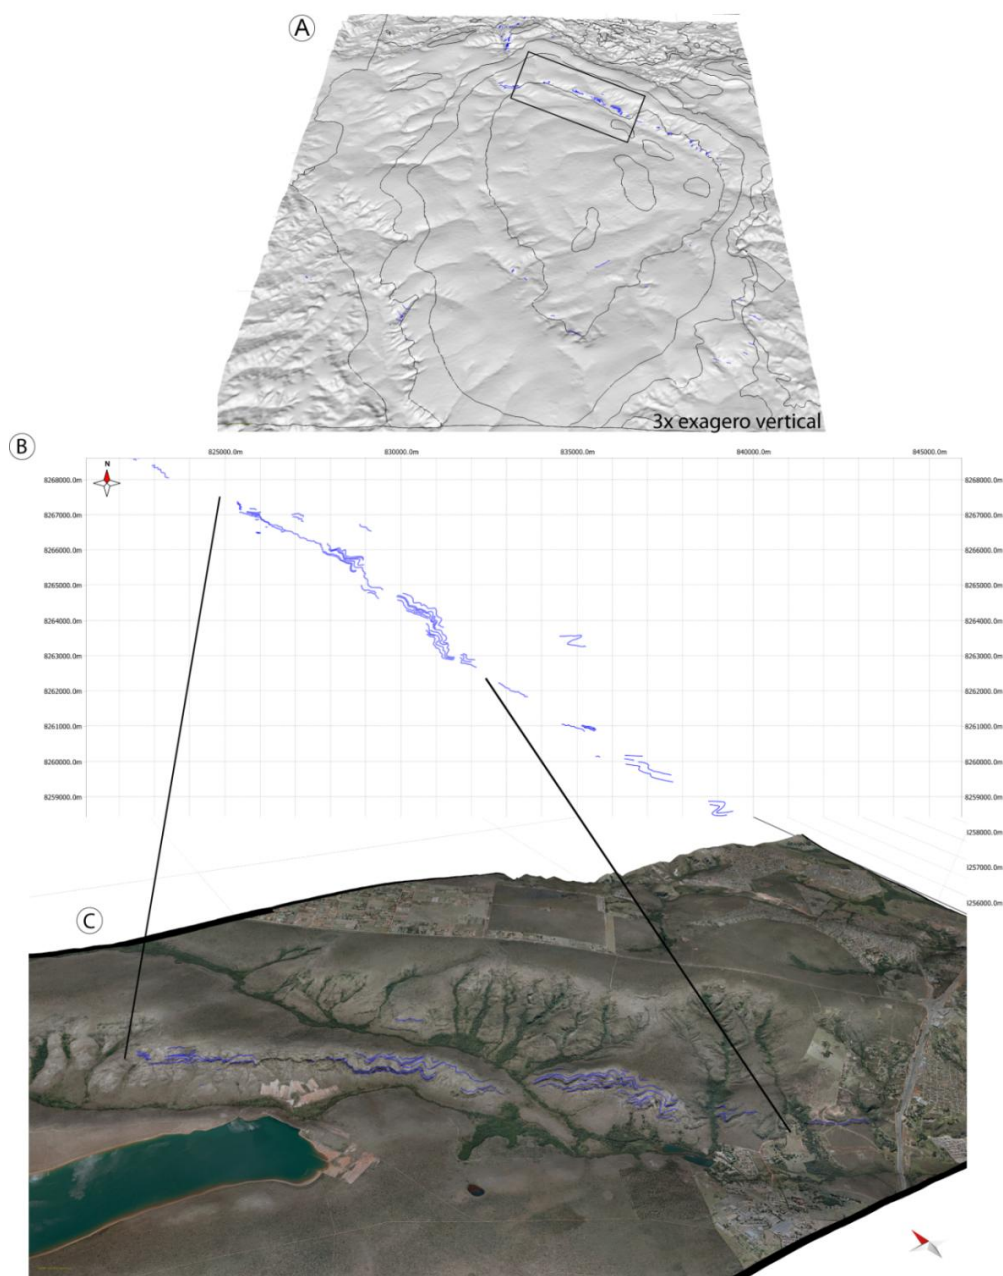 A
3x exagero vertical
B
825000.0m 830000.0m 835000.0m 840000.0m 845000.0m
N
8268000.0m 8268000.0m
8267000.0m 8267000.0m
8266000.0m 8266000.0m
8265000.0m 8265000.0m
8264000.0m 8264000.0m
8263000.0m 8263000.0m
8262000.0m 8262000.0m
8261000.0m 8261000.0m
8260000.0m 8260000.0m
8259000.0m 8259000.0m
8258000.0m
8257000.0m
8256000.0m
C